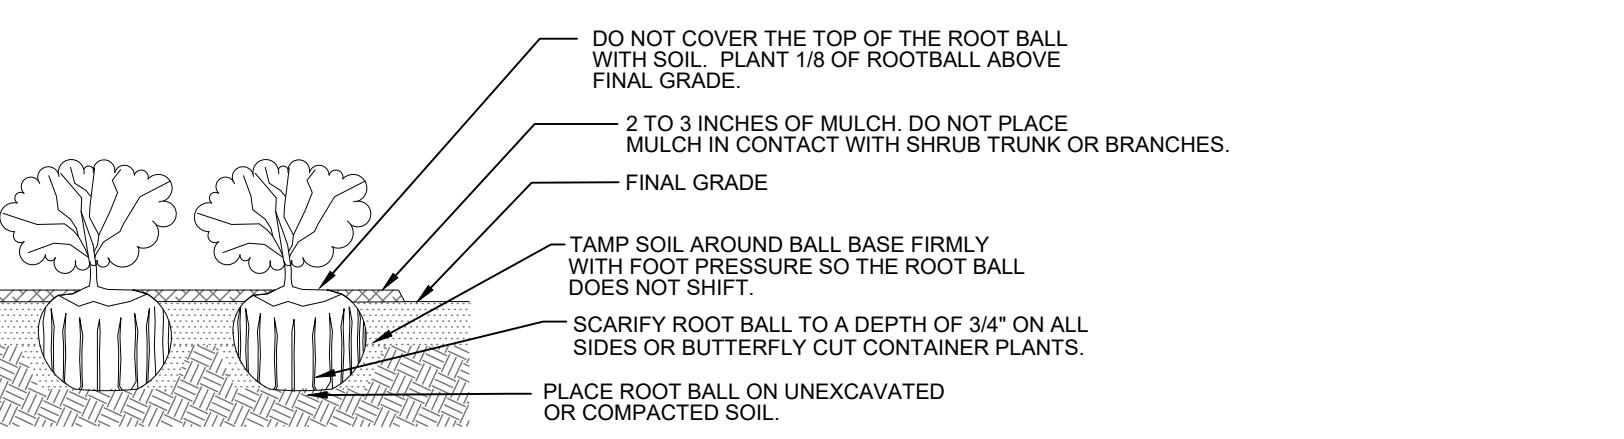 DO NOT COVER THE TOP OF THE ROOT BALL
WITH SOIL. PLANT 1/8 OF ROOTBALL ABOVE
FINAL GRADE.
2 TO 3 INCHES OF MULCH. DO NOT PLACE
MULCH IN CONTACT WITH SHRUB TRUNK OR BRANCHES.
FINAL GRADE
TAMP SOIL AROUND BALL BASE FIRMLY
WITH FOOT PRESSURE SO THE ROOT BALL
DOES NOT SHIFT.
SCARIFY ROOT BALL TO A DEPTH OF 3/4" ON ALL
SIDES OR BUTTERFLY CUT CONTAINER PLANTS.
PLACE ROOT BALL ON UNEXCAVATED
OR COMPACTED SOIL.